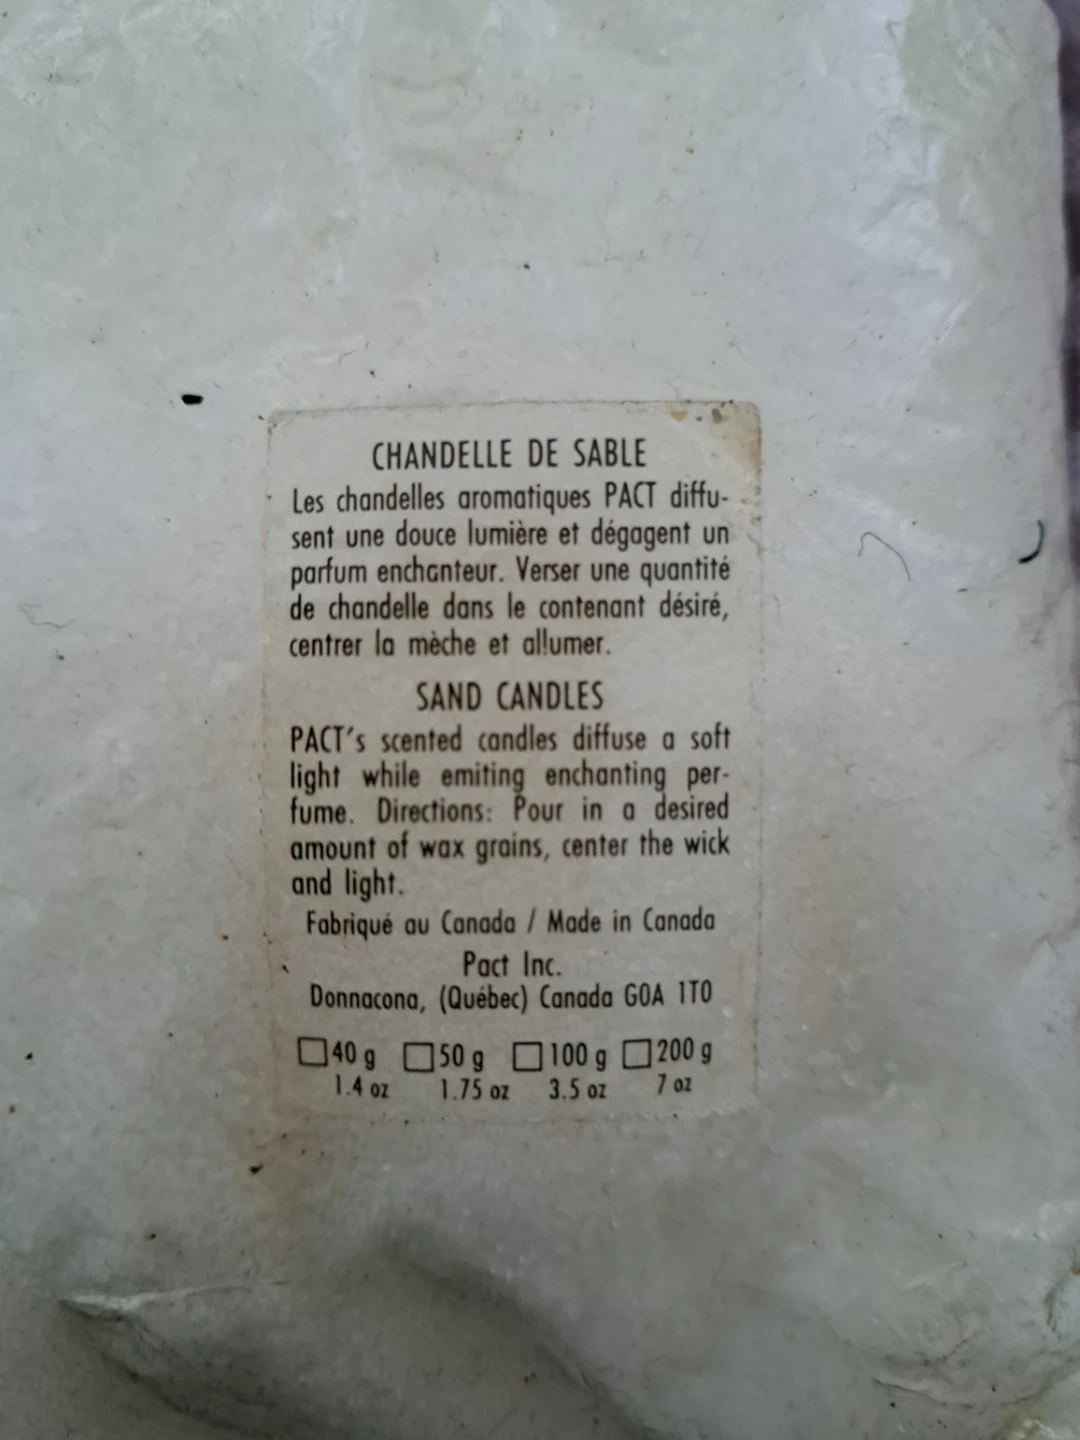 CHANDELLE DE SABLE
Les chandelles aromatiques PACT diffu-
sent une douce lumière et dégagent un
parfum enchanteur. Verser une quantité
de chandelle dans le contenant désiré,
centrer la mèche et allumer.
SAND CANDLES
PACT's scented candles diffuse a soft
light while emiting enchanting per-
fume. Directions: Pour in a desired
amount of wax grains, center the wick
and light.
Fabriqué au Canada / Made in Canada
Pact Inc.
Donnacona, (Québec) Canada G0A 1T0
☐40 g ☐50 g ☐100 g ☐200 g
1.4 oz 1.75 oz 3.5 oz 7 oz